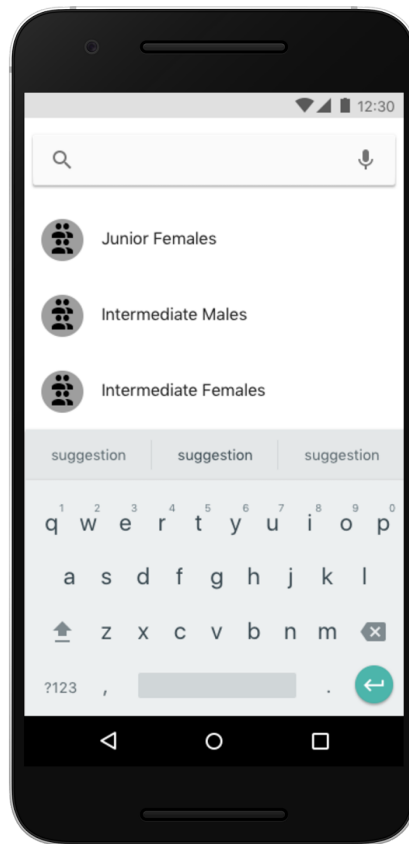 12:30
Junior Females
Intermediate Males
Intermediate Females
suggestion suggestion suggestion
1 2 3 4 5 6 7 8 9 0
q w e r t y u i o p
a s d f g h j k l
z x c v b n m
?123 , .